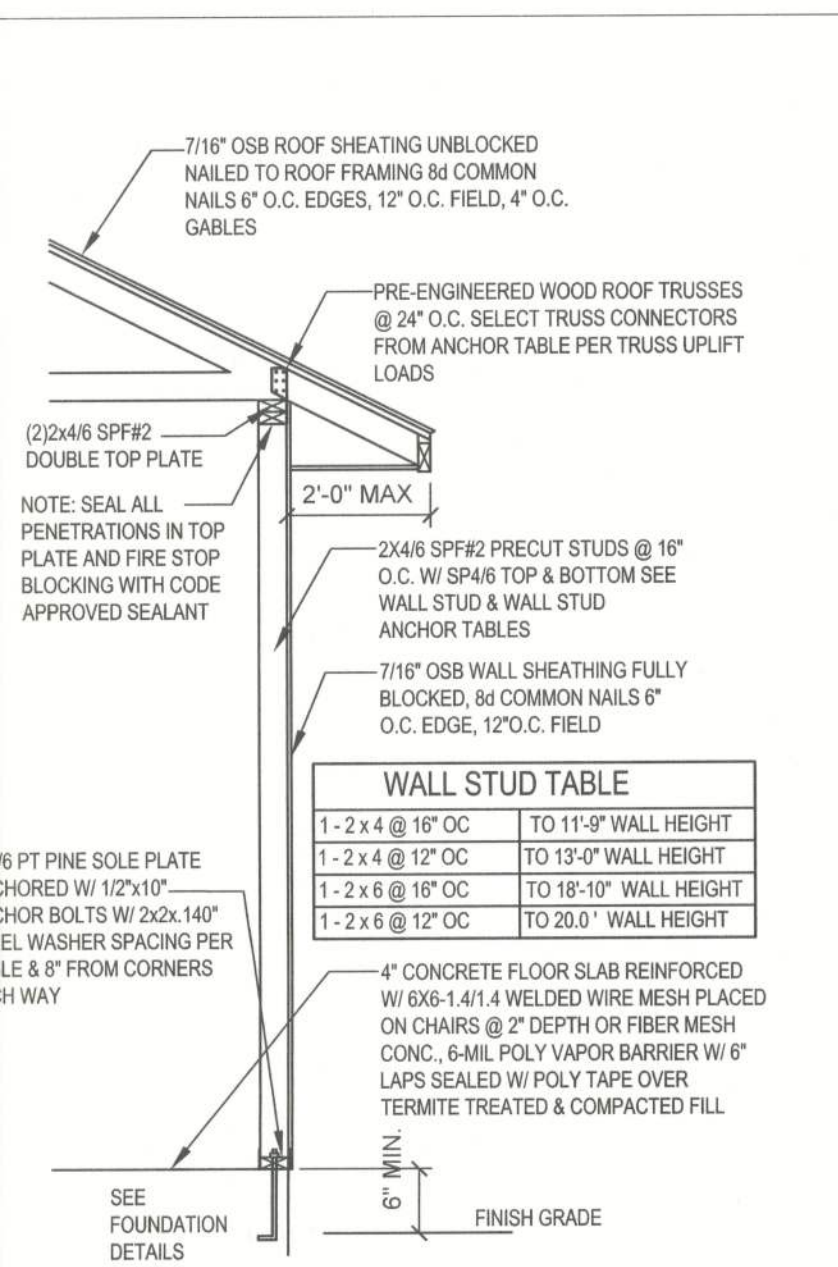 7/16" OSB ROOF SHEATING UNBLOCKED
NAILED TO ROOF FRAMING 8d COMMON
NAILS 6" O.C. EDGES, 12" O.C. FIELD, 4" O.C.
GABLES
PRE-ENGINEERED WOOD ROOF TRUSSES
@ 24" O.C. SELECT TRUSS CONNECTORS
FROM ANCHOR TABLE PER TRUSS UPLIFT
LOADS
(2)2x4/6 SPF#2
DOUBLE TOP PLATE
NOTE: SEAL ALL
PENETRATIONS IN TOP
PLATE AND FIRE STOP
BLOCKING WITH CODE
APPROVED SEALANT
2'-0" MAX
2X4/6 SPF#2 PRECUT STUDS @ 16"
O.C. W/ SP4/6 TOP & BOTTOM SEE
WALL STUD & WALL STUD
ANCHOR TABLES
7/16" OSB WALL SHEATHING FULLY
BLOCKED, 8d COMMON NAILS 6"
O.C. EDGE, 12"O.C. FIELD
WALL STUD TABLE
1 - 2 x 4 @ 16" OC TO 11'-9" WALL HEIGHT
1 - 2 x 4 @ 12" OC TO 13'-0" WALL HEIGHT
1 - 2 x 6 @ 16" OC TO 18'-10" WALL HEIGHT
1 - 2 x 6 @ 12" OC TO 20.0 ' WALL HEIGHT
/6 PT PINE SOLE PLATE
CHORED W/ 1/2"x10"
CHOR BOLTS W/ 2x2x.140"
EL WASHER SPACING PER
LE & 8" FROM CORNERS
CH WAY
4" CONCRETE FLOOR SLAB REINFORCED
W/ 6X6-1.4/1.4 WELDED WIRE MESH PLACED
ON CHAIRS @ 2" DEPTH OR FIBER MESH
CONC., 6-MIL POLY VAPOR BARRIER W/ 6"
LAPS SEALED W/ POLY TAPE OVER
TERMITE TREATED & COMPACTED FILL
6" MIN.
SEE
FOUNDATION
DETAILS
FINISH GRADE